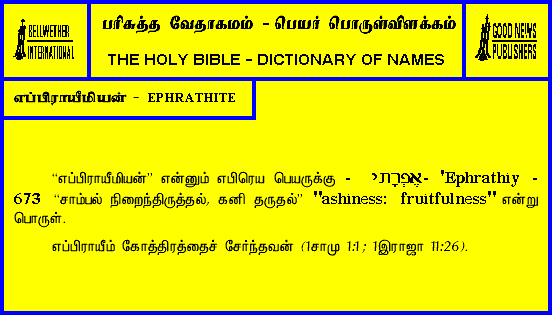 BELLWETHER
INTERNATIONAL
பரிசுத்த வேதாகமம் - பெயர் பொருள்விளக்கம்
THE HOLY BIBLE - DICTIONARY OF NAMES
GOOD NEWS
PUBLISHERS
எப்பிராயீமியன் - EPHRATHITE
“எப்பிராயீமியன்” என்னும் எபிரெய பெயருக்கு - אֶפְרָתִי - 'Ephrathiy -
673 “சாம்பல் நிறைந்திருத்தல், கனி தருதல்” "ashiness: fruitfulness" என்று
பொருள்.
எப்பிராயீம் கோத்திரத்தைச் சேர்ந்தவன் (1சாமு 1:1; 1இராஜா 11:26).